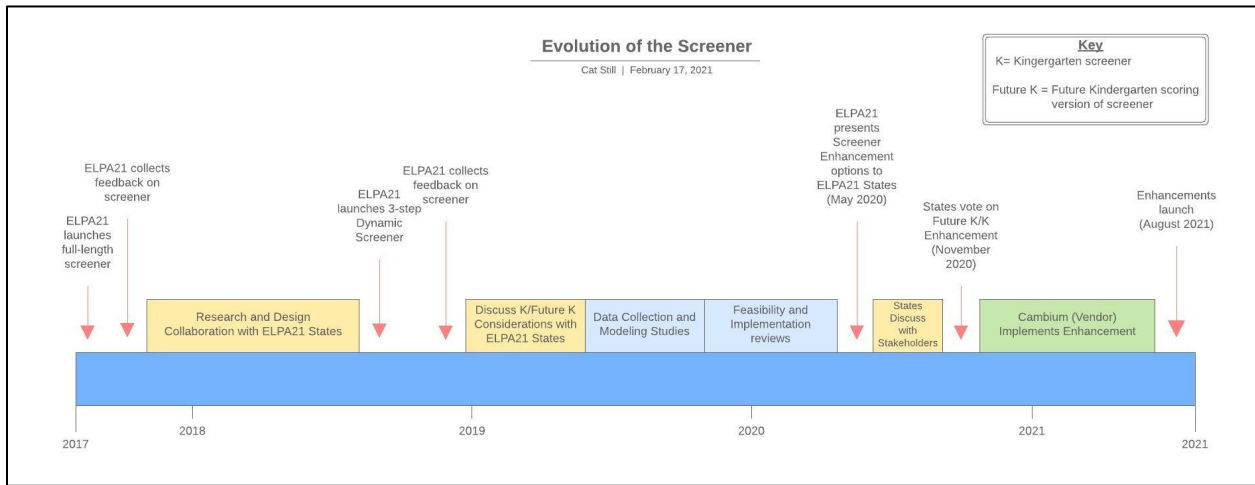 Evolution of the Screener
Cat Still | February 17, 2021
Key
K= Kingergarten screener
Future K = Future Kindergarten scoring
version of screener
ELPA21
launches
full-length
screener
ELPA21 collects
feedback on
screener
ELPA21
launches 3-step
Dynamic
Screener
ELPA21 collects
feedback on
screener
ELPA21
presents
Screener
Enhancement
options to
ELPA21 States
(May 2020)
States vote on
Future K/K
Enhancement
(November
2020)
Enhancements
launch
(August 2021)
Research and Design
Collaboration with ELPA21 States
Discuss K/Future K
Considerations with
ELPA21 States
Data Collection and
Modeling Studies
Feasibility and
Implementation
reviews
States
Discuss
with
Stakeholders
Cambium (Vendor)
Implements Enhancement
2017
2018
2019
2020
2021
2021